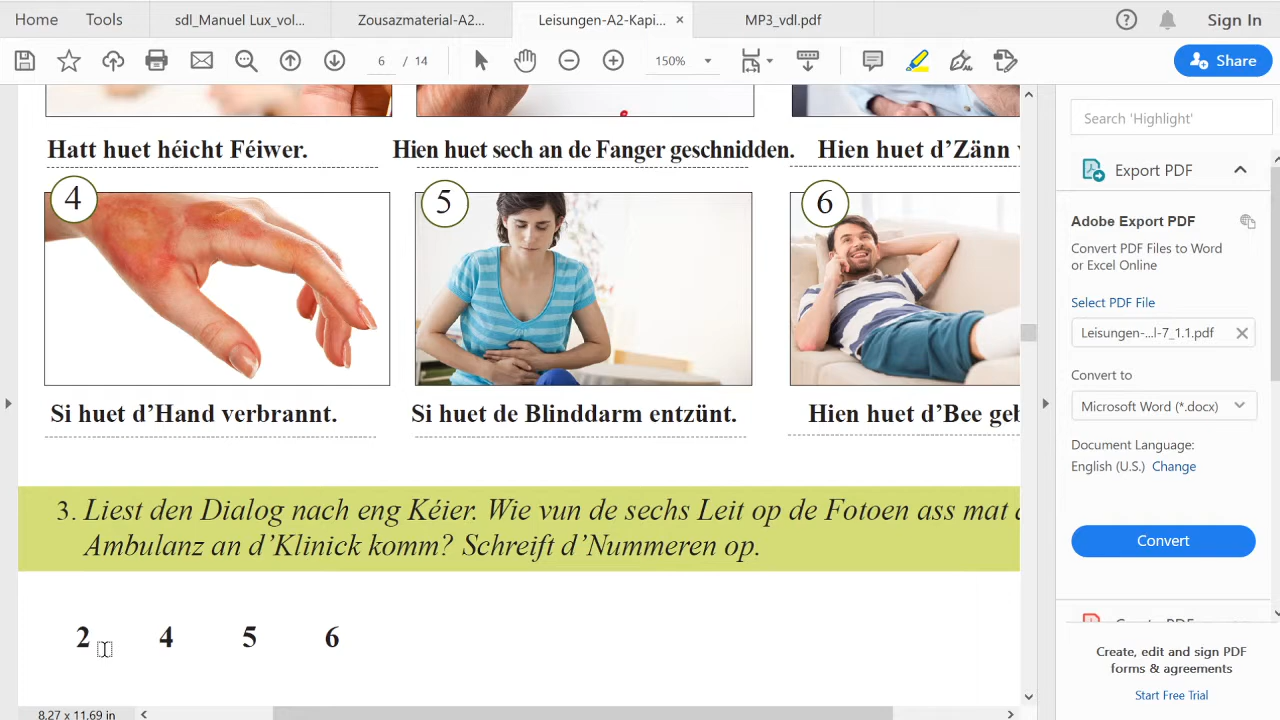 Home Tools sdl_Manuel Lux_vol... Zousazmaterial-A2... Leisungen-A2-Kapi... × MP3_vdl.pdf ? Sign In
6 / 14 150% Share
Search 'Highlight'
Hatt huet héicht Féiwer. Hien huet sech an de Fanger geschnidden. Hien huet d'Zänn
Export PDF
4 5 6
Adobe Export PDF
Convert PDF Files to Word
or Excel Online
Select PDF File
Leisungen-...l-7_1.1.pdf
Convert to
Microsoft Word (*.docx)
Si huet d'Hand verbrannt. Si huet de Blinddarm entzünt. Hien huet d'Bee
Document Language:
English (U.S.) Change
3. Liest den Dialog nach eng Kéier. Wie vun de sechs Leit op de Fotoen ass mat
Ambulanz an d'Klinick komm? Schreift d'Nummeren op.
Convert
2 4 5 6
Create, edit and sign PDF
forms & agreements
Start Free Trial
8.27 x 11.69 in